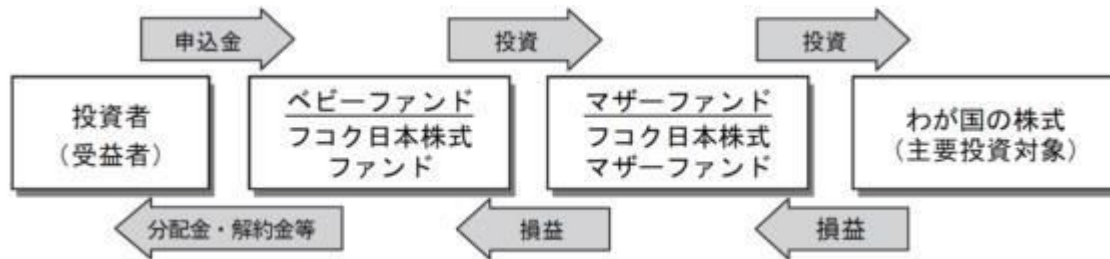 申込金
投資
投資
投資者
(受益者)
ベビーファンド
フコク日本株式
ファンド
マザーファンド
フコク日本株式
マザーファンド
わが国の株式
(主要投資対象)
分配金・解約金等
損益
損益